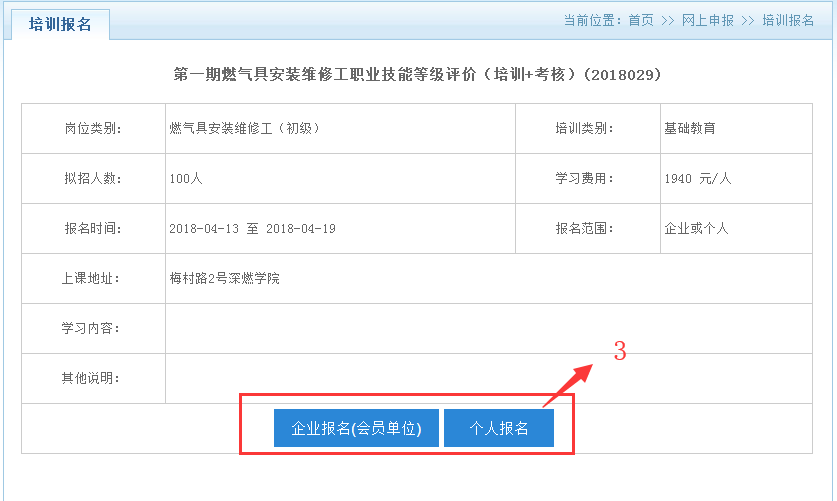 培训报名
当前位置: 首页 >> 网上申报 >> 培训报名
第一期燃气具安装维修工职业技能等级评价（培训+考核）(2018029)
岗位类别: 燃气具安装维修工（初级） 培训类别: 基础教育
拟招人数: 100人 学习费用: 1940 元/人
报名时间: 2018-04-13 至 2018-04-19 报名范围: 企业或个人
上课地址: 梅村路2号深燃学院
学习内容:
3
其他说明:
企业报名(会员单位) 个人报名